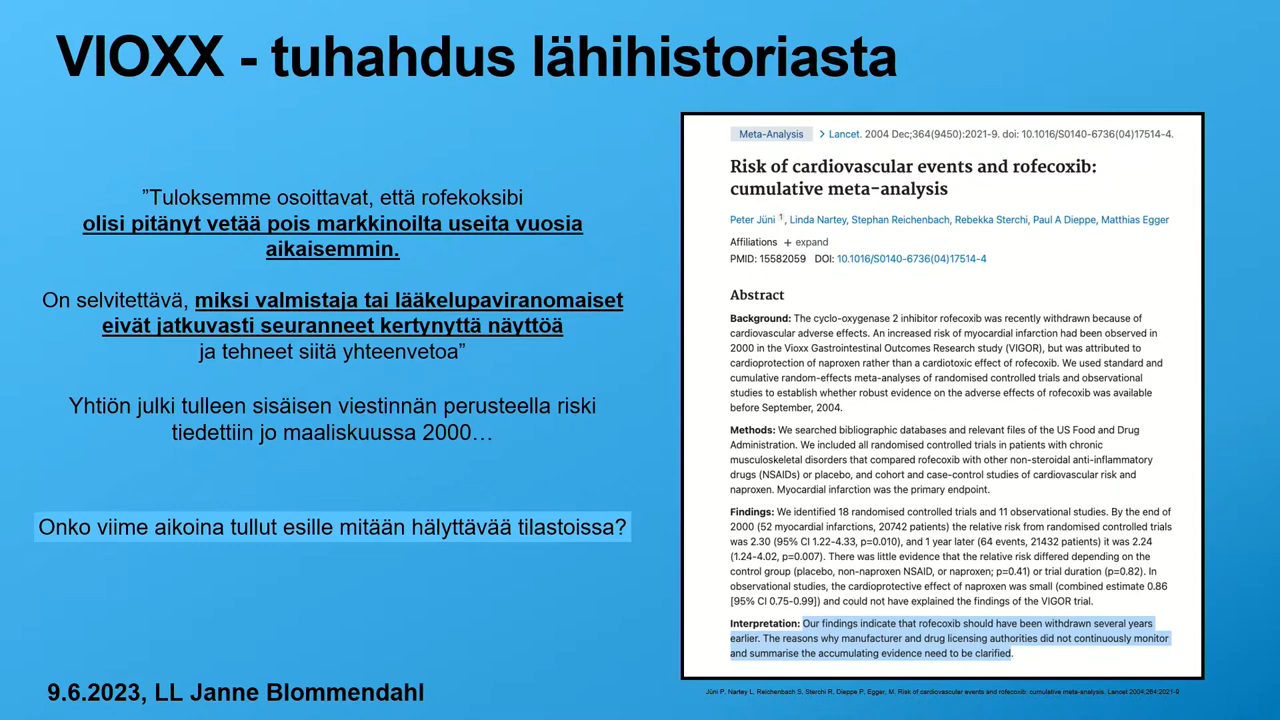 VIOXX - tuhahdus lähihistoriasta
”Tuloksemme osoittavat, että rofekoksibi
olisi pitänyt vetää pois markkinoilta useita vuosia
aikaisemmin.
On selvitettävä, miksi valmistaja tai lääkelupaviranomaiset
eivät jatkuvasti seuranneet kertynyttä näyttöä
ja tehneet siitä yhteenvetoa”
Yhtiön julki tulleen sisäisen viestinnän perusteella riski
tiedettiin jo maaliskuussa 2000…
Onko viime aikoina tullut esille mitään hälyttävää tilastoissa?
9.6.2023, LL Janne Blommendahl
Meta-Analysis > Lancet. 2004 Dec;364(9450):2021-9. doi: 10.1016/S0140-6736(04)17514-4.
Risk of cardiovascular events and rofecoxib:
cumulative meta-analysis
Peter Jüni 1, Linda Nartey, Stephan Reichenbach, Rebekka Sterchi, Paul A Dieppe, Matthias Egger
Affiliations + expand
PMID: 15582059 DOI: 10.1016/S0140-6736(04)17514-4
Abstract
Background: The cyclo-oxygenase 2 inhibitor rofecoxib was recently withdrawn because of
cardiovascular adverse effects. An increased risk of myocardial infarction had been observed in
2000 in the Vioxx Gastrointestinal Outcomes Research study (VIGOR), but was attributed to
cardioprotection of naproxen rather than a cardiotoxic effect of rofecoxib. We used standard and
cumulative random-effects meta-analyses of randomised controlled trials and observational
studies to establish whether robust evidence on the adverse effects of rofecoxib was available
before September, 2004.
Methods: We searched bibliographic databases and relevant files of the US Food and Drug
Administration. We included all randomised controlled trials in patients with chronic
musculoskeletal disorders that compared rofecoxib with other non-steroidal anti-inflammatory
drugs (NSAIDs) or placebo, and cohort and case-control studies of cardiovascular risk and
naproxen. Myocardial infarction was the primary endpoint.
Findings: We identified 18 randomised controlled trials and 11 observational studies. By the end of
2000 (52 myocardial infarctions, 20742 patients) the relative risk from randomised controlled trials
was 2.30 (95% CI 1.22-4.33, p=0.010), and 1 year later (64 events, 21432 patients) it was 2.24
(1.24-4.02, p=0.007). There was little evidence that the relative risk differed depending on the
control group (placebo, non-naproxen NSAID, or naproxen; p=0.41) or trial duration (p=0.82). In
observational studies, the cardioprotective effect of naproxen was small (combined estimate 0.86
[95% CI 0.75-0.99]) and could not have explained the findings of the VIGOR trial.
Interpretation: Our findings indicate that rofecoxib should have been withdrawn several years
earlier. The reasons why manufacturer and drug licensing authorities did not continuously monitor
and summarise the accumulating evidence need to be clarified.
Jüni P, Nartey L, Reichenbach S, Sterchi R, Dieppe P, Egger, M. Risk of cardiovascular events and rofecoxib: cumulative meta-analysis. Lancet 2004;264:2021-9